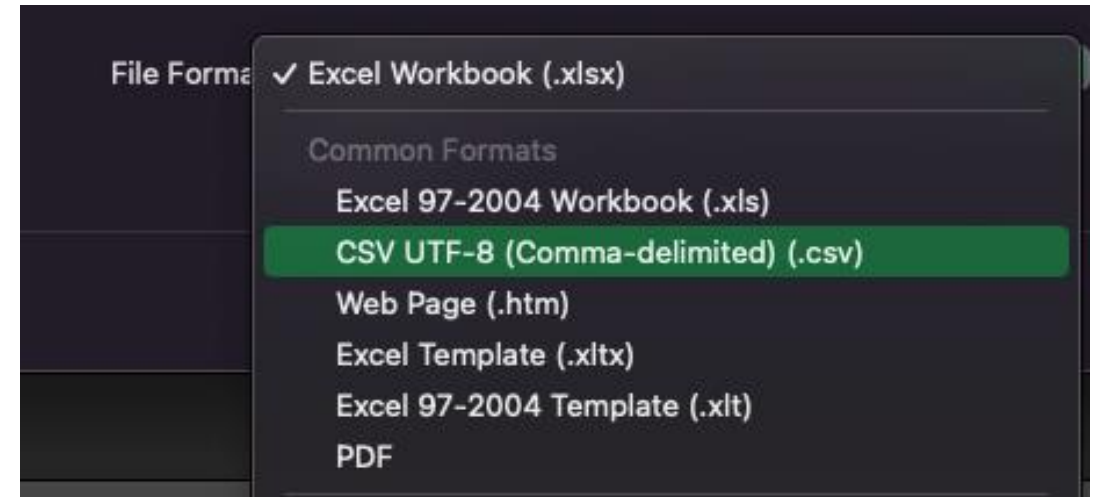 File Forma ✓ Excel Workbook (.xlsx)
Common Formats
Excel 97-2004 Workbook (.xls)
CSV UTF-8 (Comma-delimited) (.csv)
Web Page (.htm)
Excel Template (.xltx)
Excel 97-2004 Template (.xlt)
PDF